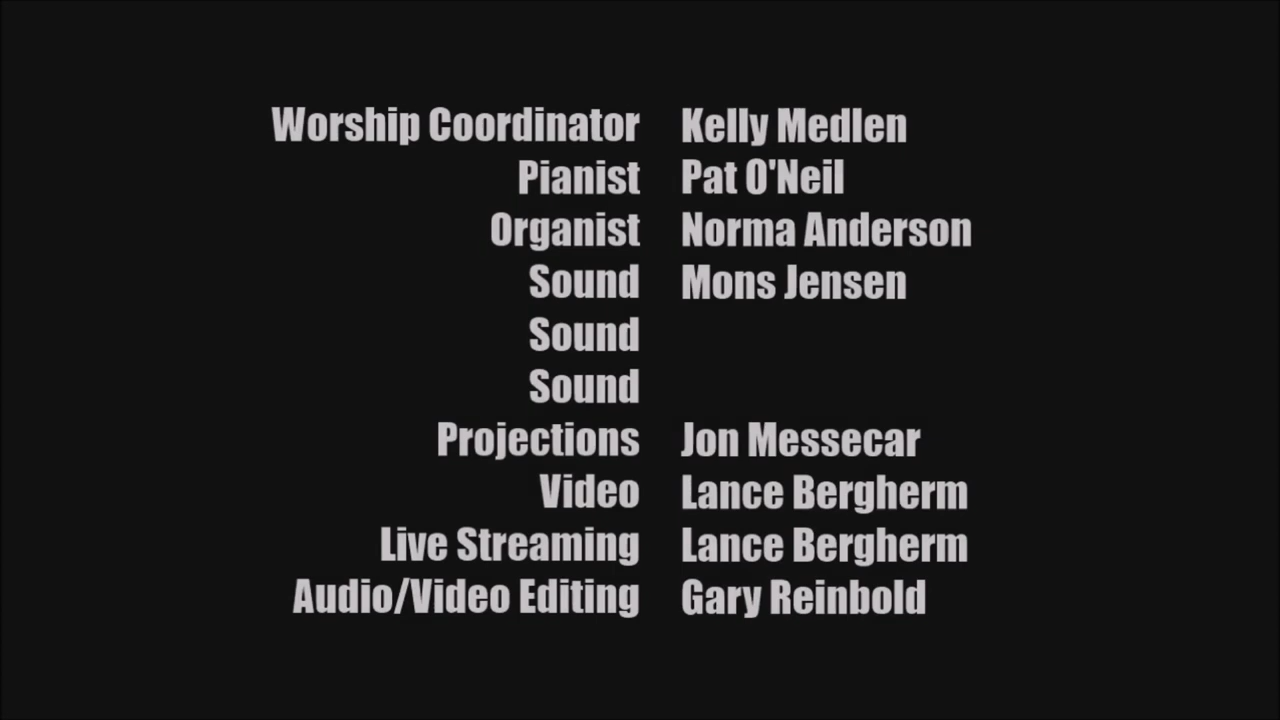 Worship Coordinator Kelly Medlen
Pianist Pat O'Neil
Organist Norma Anderson
Sound Mons Jensen
Sound
Sound
Projections Jon Messecar
Video Lance Bergherm
Live Streaming Lance Bergherm
Audio/Video Editing Gary Reinbold